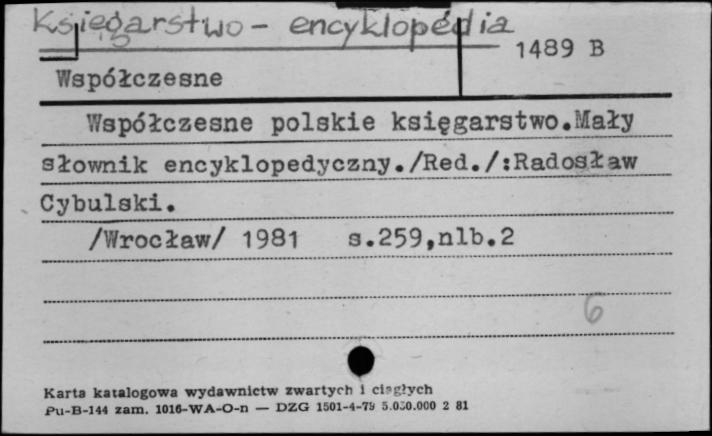 Księgarstwo - encyklopedia
1489 B
Współczesne
Współczesne polskie księgarstwo.Mały
słownik encyklopedyczny./Red./:Radosław
Cybulski.
/Wrocław/ 1981 s.259,nlb.2
6
Karta katalogowa wydawnictw zwartych i ciągłych
Pu-B-144 zam. 1016-WA-O-n — DZG 1501-4-79 5.050.000 2 81